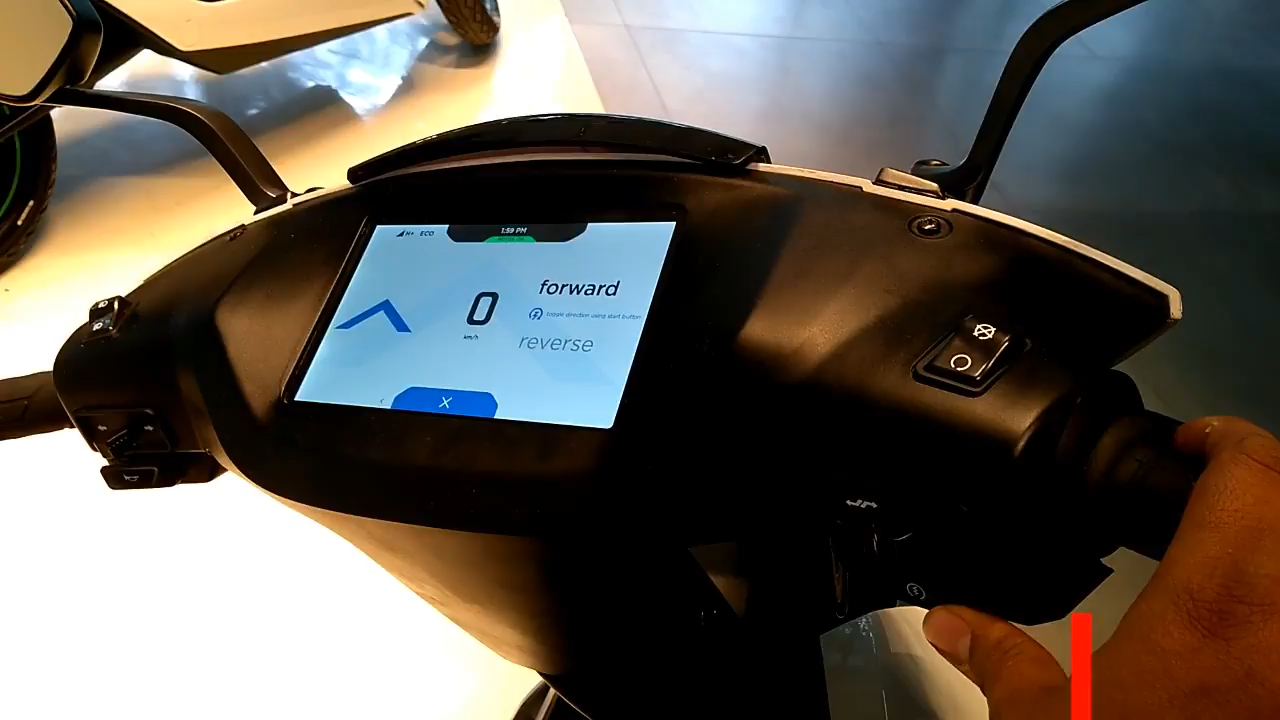 H+ ECO
1:59 PM
forward
0
km/h
toggle direction using start button
reverse
X